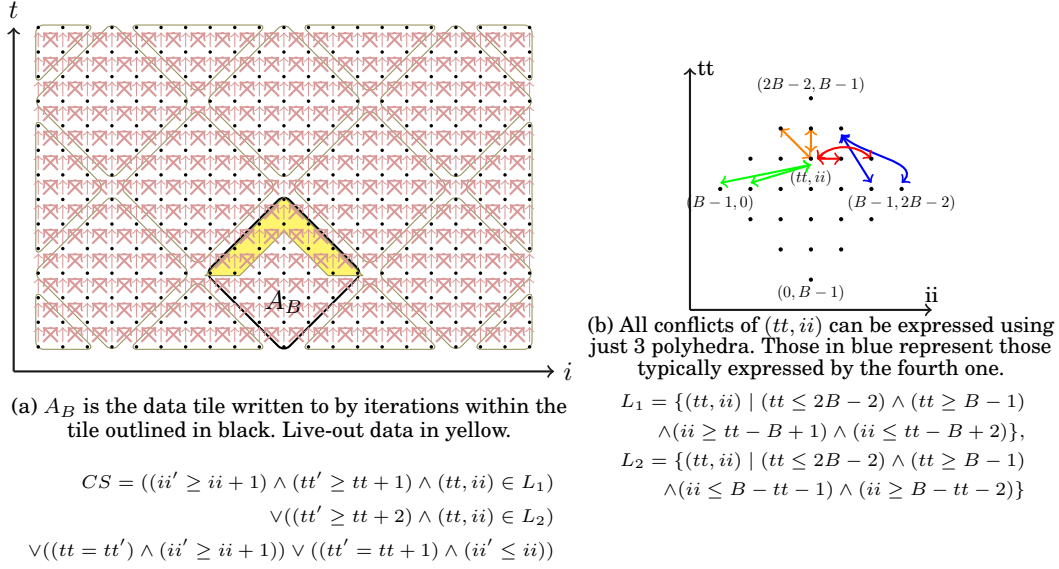 t
A_B
i
(a) A_B is the data tile written to by iterations within the
tile outlined in black. Live-out data in yellow.
CS = ((ii′ ≥ ii + 1) ∧ (tt′ ≥ tt + 1) ∧ (tt, ii) ∈ L₁)
∨((tt′ ≥ tt + 2) ∧ (tt, ii) ∈ L₂)
∨((tt = tt′) ∧ (ii′ ≥ ii + 1)) ∨ ((tt′ = tt + 1) ∧ (ii′ ≤ ii))
tt
(2B − 2, B − 1)
(tt, ii)
(B − 1, 0)
(B − 1, 2B − 2)
(0, B − 1)
ii
(b) All conflicts of (tt, ii) can be expressed using
just 3 polyhedra. Those in blue represent those
typically expressed by the fourth one.
L₁ = {(tt, ii) | (tt ≤ 2B − 2) ∧ (tt ≥ B − 1)
∧(ii ≥ tt − B + 1) ∧ (ii ≤ tt − B + 2)},
L₂ = {(tt, ii) | (tt ≤ 2B − 2) ∧ (tt ≥ B − 1)
∧(ii ≤ B − tt − 1) ∧ (ii ≥ B − tt − 2)}